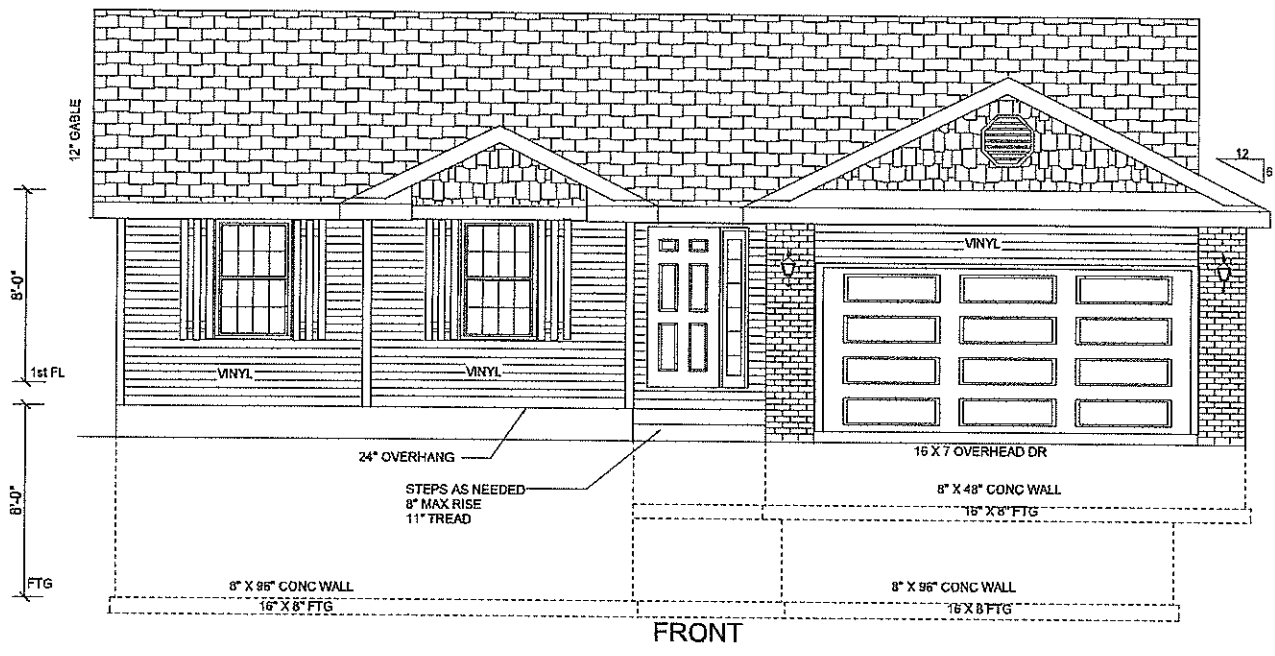 12" GABLE
12
6
8'-0"
VINYL
1st FL
VINYL
VINYL
24" OVERHANG
16 X 7 OVERHEAD DR
STEPS AS NEEDED
8" MAX RISE
11" TREAD
8" X 48" CONC WALL
16" X 8" FTG
8'-0"
FTG
8" X 96" CONC WALL
16" X 8" FTG
8" X 96" CONC WALL
16 X 8 FTG
FRONT